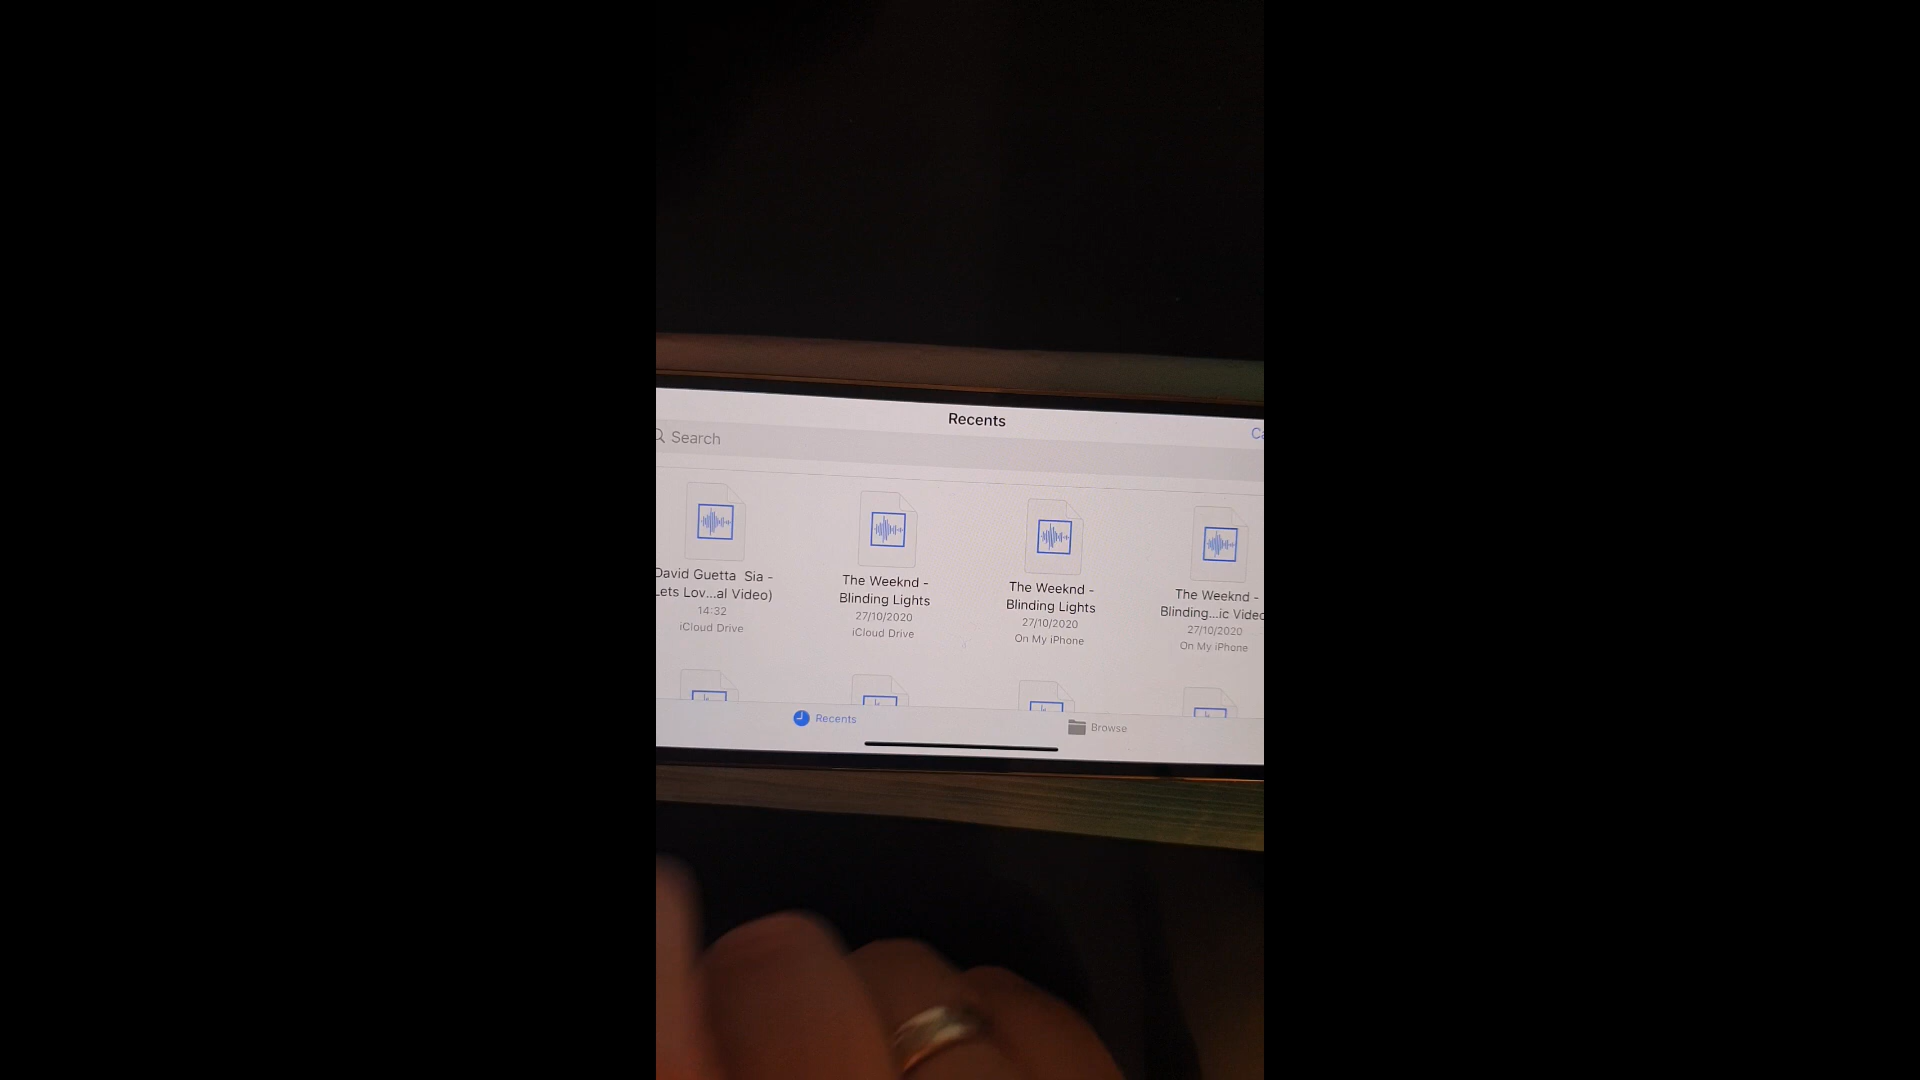 Recents
Search
David Guetta Sia -
Lets Lov...al Video)
14:32
iCloud Drive
The Weeknd -
Blinding Lights
27/10/2020
iCloud Drive
The Weeknd -
Blinding Lights
27/10/2020
On My iPhone
The Weeknd -
Blinding...ic Video
27/10/2020
On My iPhone
Recents
Browse